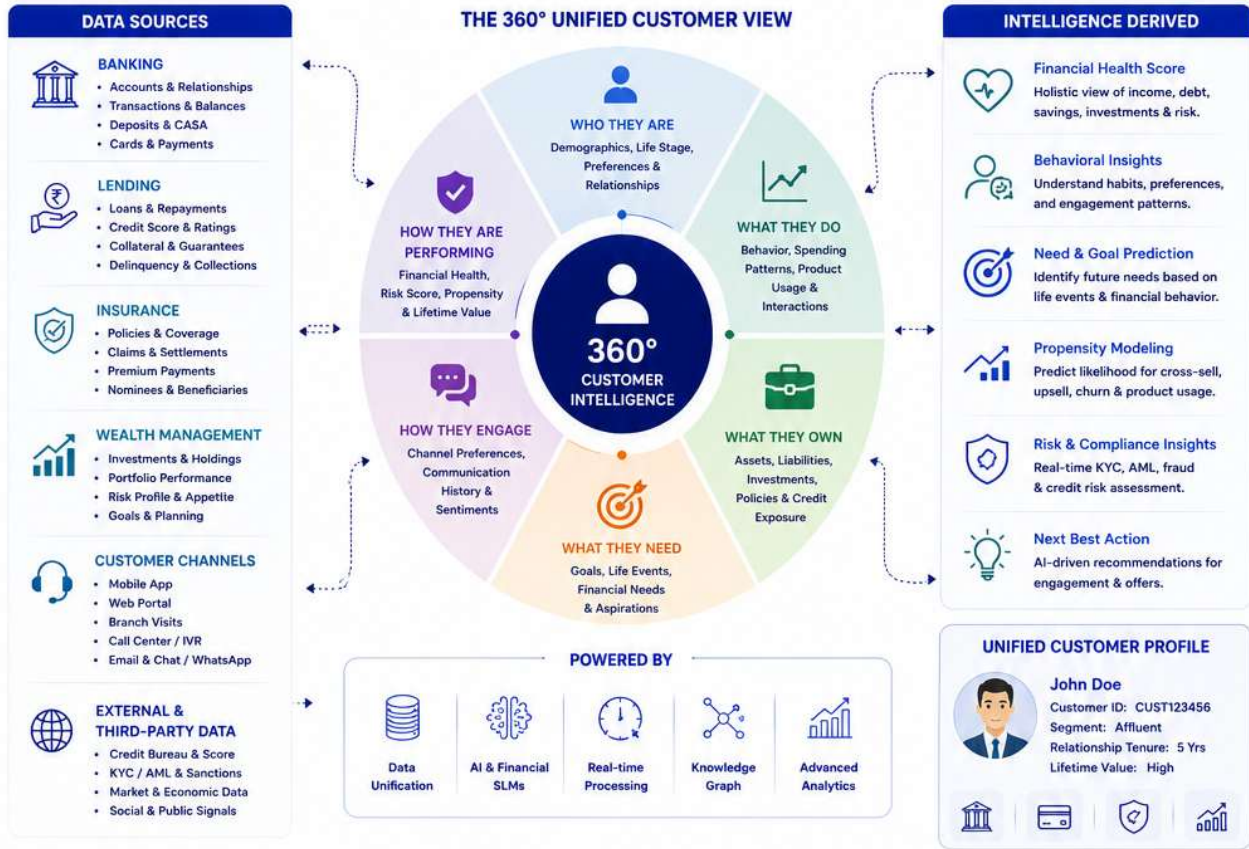 DATA SOURCES
BANKING
• Accounts & Relationships
• Transactions & Balances
• Deposits & CASA
• Cards & Payments
LENDING
₹
• Loans & Repayments
• Credit Score & Ratings
• Collateral & Guarantees
• Delinquency & Collections
INSURANCE
• Policies & Coverage
• Claims & Settlements
• Premium Payments
• Nominees & Beneficiaries
WEALTH MANAGEMENT
• Investments & Holdings
• Portfolio Performance
• Risk Profile & Appetite
• Goals & Planning
CUSTOMER CHANNELS
• Mobile App
• Web Portal
• Branch Visits
• Call Center / IVR
• Email & Chat / WhatsApp
EXTERNAL &
THIRD-PARTY DATA
• Credit Bureau & Score
• KYC / AML & Sanctions
• Market & Economic Data
• Social & Public Signals
THE 360° UNIFIED CUSTOMER VIEW
WHO THEY ARE
Demographics, Life Stage,
Preferences &
Relationships
WHAT THEY DO
Behavior, Spending
Patterns, Product
Usage &
Interactions
WHAT THEY OWN
Assets, Liabilities,
Investments,
Policies & Credit
Exposure
WHAT THEY NEED
Goals, Life Events,
Financial Needs
& Aspirations
HOW THEY ENGAGE
Channel Preferences,
Communication
History &
Sentiments
HOW THEY ARE
PERFORMING
Financial Health,
Risk Score, Propensity
& Lifetime Value
360°
CUSTOMER
INTELLIGENCE
POWERED BY
Data
Unification
AI & Financial
SLMs
Real-time
Processing
Knowledge
Graph
Advanced
Analytics
INTELLIGENCE DERIVED
Financial Health Score
Holistic view of income, debt,
savings, investments & risk.
Behavioral Insights
Understand habits, preferences,
and engagement patterns.
Need & Goal Prediction
Identify future needs based on
life events & financial behavior.
Propensity Modeling
Predict likelihood for cross-sell,
upsell, churn & product usage.
Risk & Compliance Insights
Real-time KYC, AML, fraud
& credit risk assessment.
Next Best Action
AI-driven recommendations for
engagement & offers.
UNIFIED CUSTOMER PROFILE
John Doe
Customer ID: CUST123456
Segment: Affluent
Relationship Tenure: 5 Yrs
Lifetime Value: High